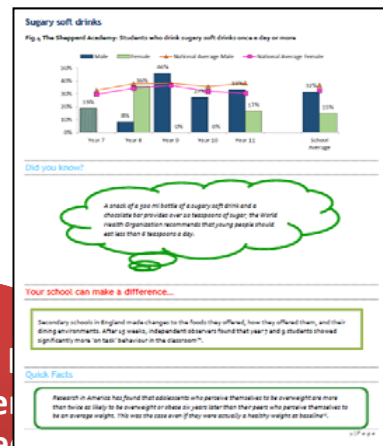 Sugary soft drinks
Fig 4 The Shepperd Academy: Students who drink sugary soft drinks once a day or more
Male Female National Average Male National Average Female
50%
40%
30%
20%
10%
0%
19%
8%
36%
46%
0%
27%
0%
33%
17%
32%
15%
Year 7 Year 8 Year 9 Year 10 Year 11 School
Average
Did you know?
A snack of a 500 ml bottle of a sugary soft drink and a
chocolate bar provides over 20 teaspoons of sugar; the World
Health Organization recommends that young people should
eat less than 6 teaspoons a day.
Your school can make a difference...
Secondary schools in England made changes to the foods they offered, how they offered them, and their
dining environments. After 15 weeks, independent observers found that year 7 and 9 students showed
significantly more 'on task' behaviour in the classroom
Quick Facts
Research in America has found that adolescents who perceive themselves to be overweight are more
than twice as likely to be overweight or obese six years later than their peers who perceive themselves to
be an average weight. This was the case even if they were actually a healthy weight at baseline
Page